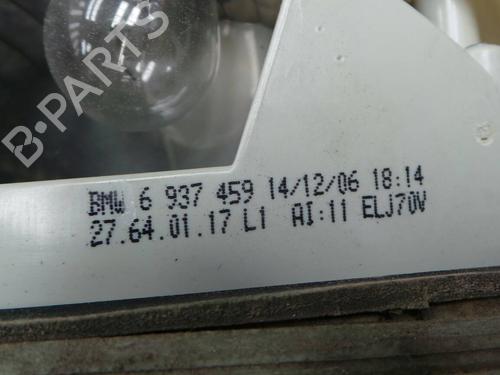 B-PARTS
BMW 6 937 459 14/12/06 18:14
27.64.01.17 L1 AI:11 ELJ70V